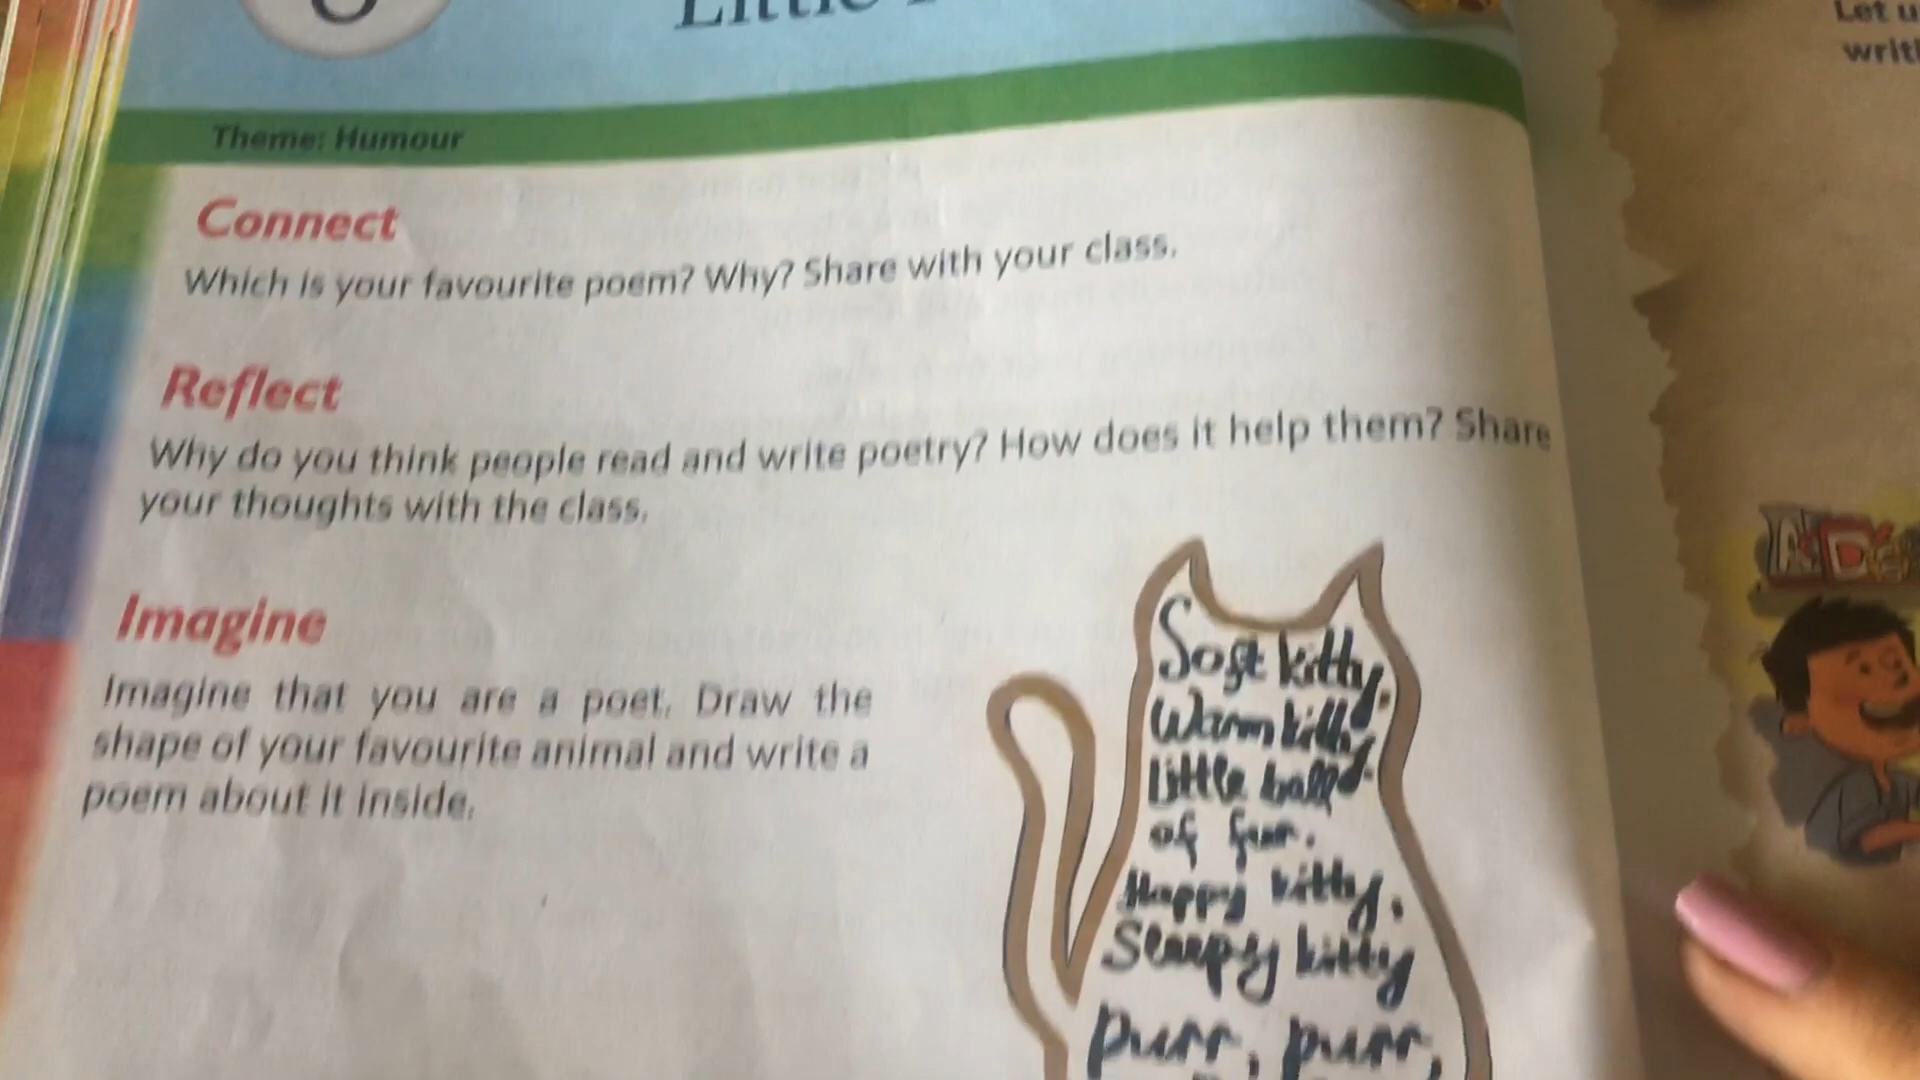 Little
Theme: Humour
Connect
Which is your favourite poem? Why? Share with your class.
Reflect
Why do you think people read and write poetry? How does it help them? Share
your thoughts with the class.
Imagine
Imagine that you are a poet. Draw the
shape of your favourite animal and write a
poem about it inside.
Soft kitty,
Warm kitty,
Little ball
of fur.
Happy kitty,
Sleepy kitty
purr, purr,
Let u
writi